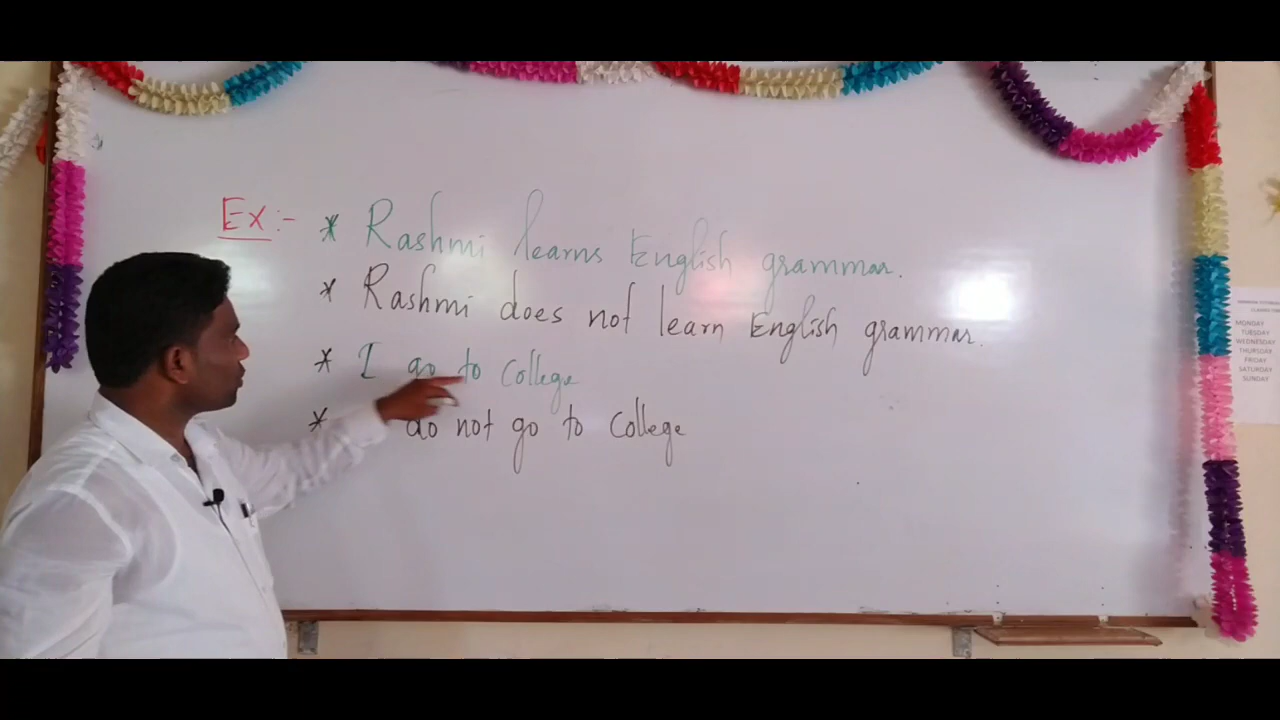 Ex:- * Rashmi learns English grammar.
* Rashmi does not learn English grammar.
* I go to College
* do not go to College
MONDAY
TUESDAY
WEDNESDAY
THURSDAY
FRIDAY
SATURDAY
SUNDAY